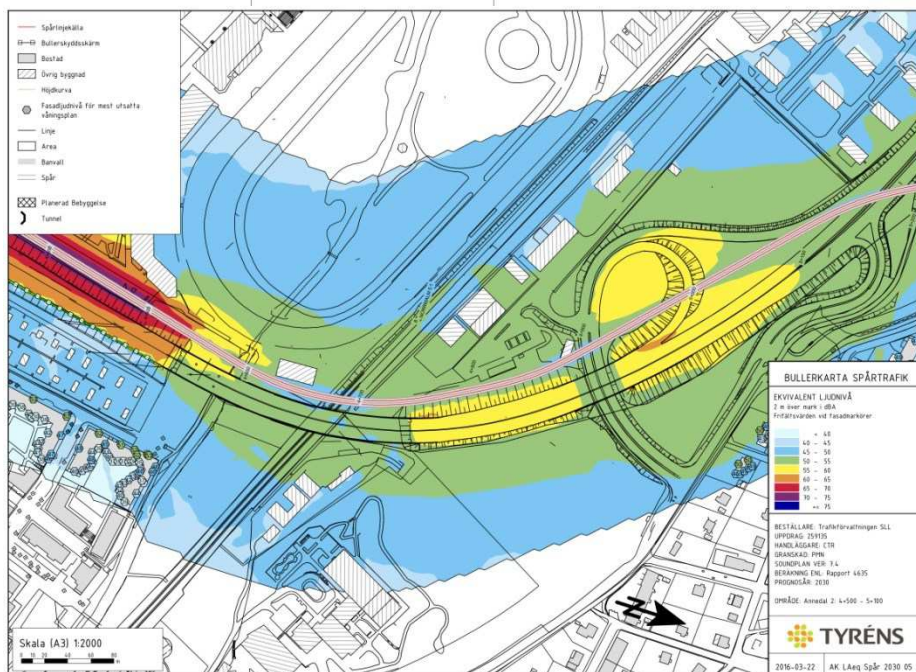 Spårlinjekälla
Bullerskyddsskärm
Bostad
Övrig byggnad
Höjdkurva
Fasadljudnivå för mest utsatta
våningsplan
Linje
Area
Banvall
Spår
Planerad Bebyggelse
Tunnel
BULLERKARTA SPÅRTRAFIK
EKVIVALENT LJUDNIVÅ
2 m över mark i dBA
Frifältsvärden vid fasadmarkörer
< 40
40 - 45
45 - 50
50 - 55
55 - 60
60 - 65
65 - 70
70 - 75
>= 75
BESTÄLLARE: Trafikförvaltningen SLL
UPPDRAG: 259135
HANDLÄGGARE: CTR
GRANSKAD: PMN
SOUNDPLAN VER: 7.4
BERÄKNING ENL: Rapport 4635
PROGNOSÅR: 2030
OMRÅDE: Annedal 2: 4+500 - 5+100
Z
TYRÉNS
2016-03-22 AK LAeq Spår 2030 05
Skala (A3) 1:2000